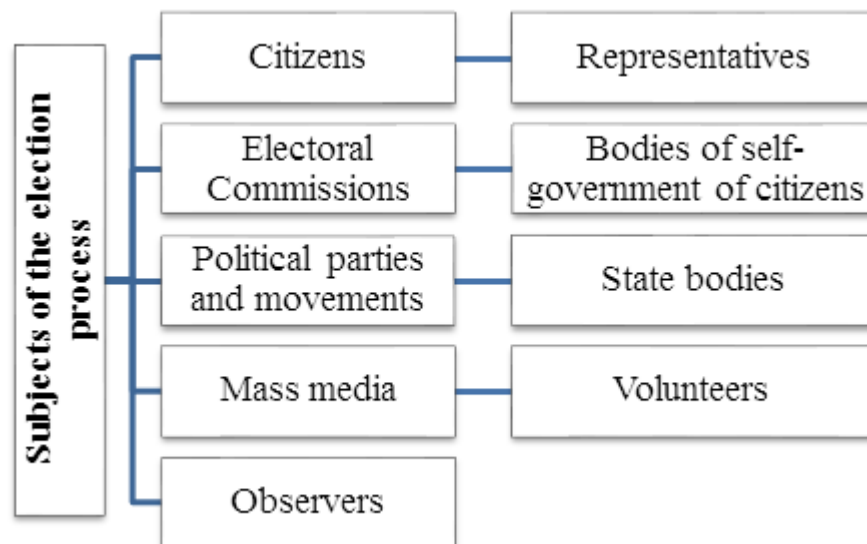 Subjects of the election
process
Citizens
Representatives
Electoral
Commissions
Bodies of self-
government of citizens
Political parties
and movements
State bodies
Mass media
Volunteers
Observers